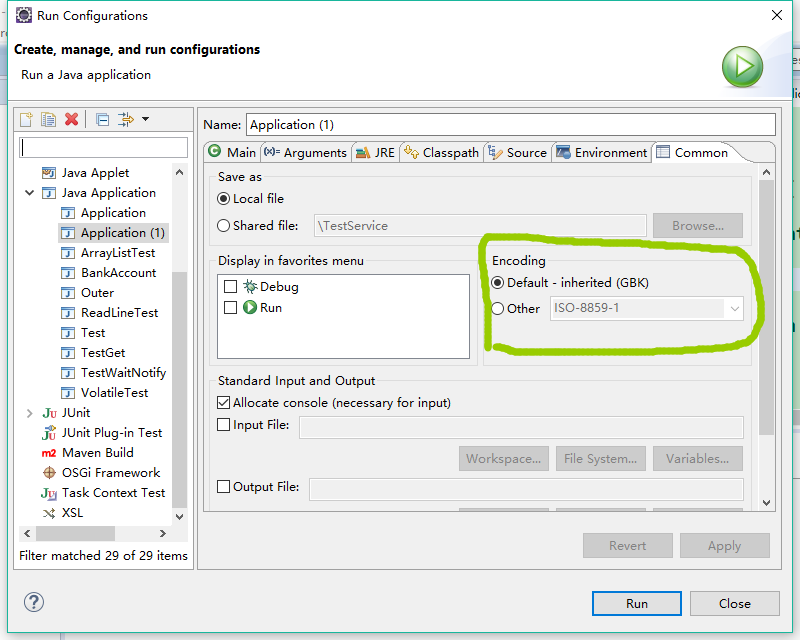 Run Configurations
Create, manage, and run configurations
Run a Java application
Name: Application (1)
Main (x)= Arguments JRE Classpath Source Environment Common
Java Applet
Java Application
Application
Application (1)
ArrayListTest
BankAccount
Outer
ReadLineTest
Test
TestGet
TestWaitNotify
VolatileTest
JU JUnit
JU JUnit Plug-in Test
m2 Maven Build
OSGi Framework
JU Task Context Test
XSL
Filter matched 29 of 29 items
Save as
Local file
Shared file: \TestService Browse...
Display in favorites menu
Debug
Run
Encoding
Default - inherited (GBK)
Other ISO-8859-1
Standard Input and Output
Allocate console (necessary for input)
Input File:
Workspace... File System... Variables...
Output File:
Revert Apply
Run Close